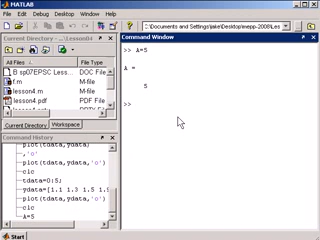 MATLAB
File Edit Debug Desktop Window Help
C:\Documents and Settings\jake\Desktop\wepp-2008\Les
Current Directory - ...\Lesson04
All Files
File Type
B sp07EPSC Less...
DOC File
f.m
M-file
lesson4.m
M-file
lesson4.pdf
PDF File
Current Directory
Workspace
Command History
plot(tdata,ydata)
,'o'
plot(tdata,ydata,'o')
clc
tdata=0:5;
ydata=[1.1 1.3 1.5 1.9
plot(tdata,ydata,'o')
clc
A=5
Command Window
>> A=5
A =
5
>>
Start